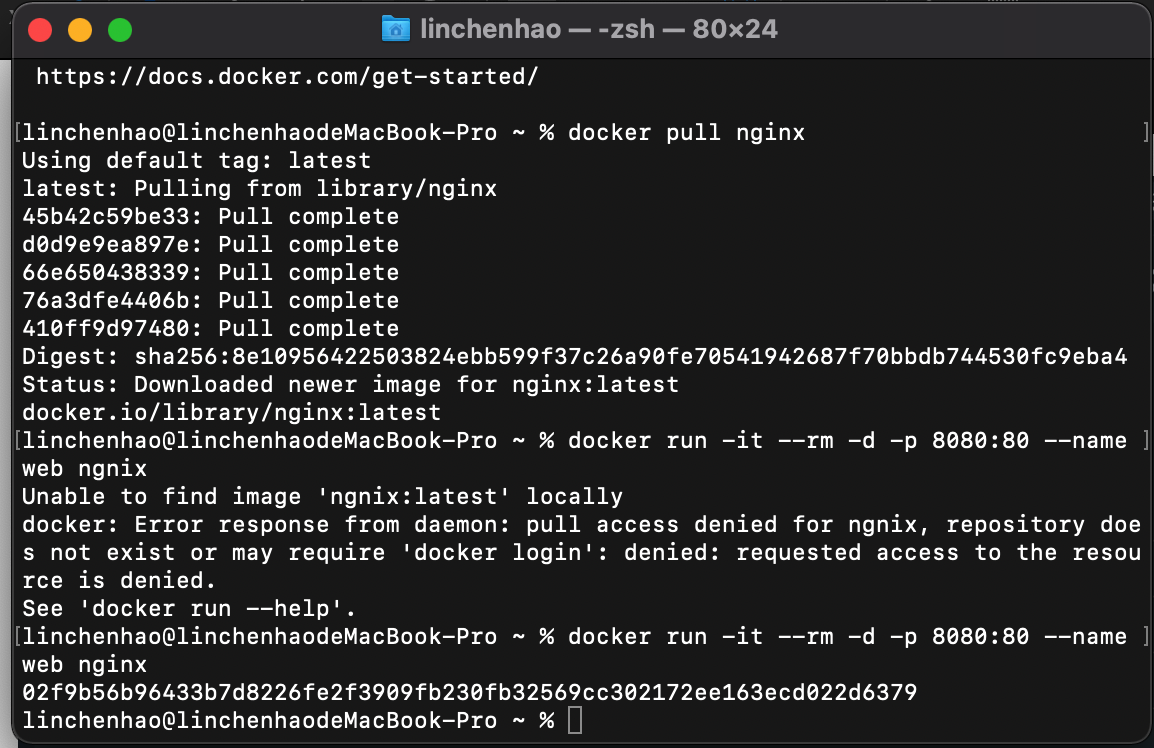 linchenhao — -zsh — 80×24
https://docs.docker.com/get-started/
[linchenhao@linchenhaodeMacBook-Pro ~ % docker pull nginx ]
Using default tag: latest
latest: Pulling from library/nginx
45b42c59be33: Pull complete
d0d9e9ea897e: Pull complete
66e650438339: Pull complete
76a3dfe4406b: Pull complete
410ff9d97480: Pull complete
Digest: sha256:8e10956422503824ebb599f37c26a90fe70541942687f70bbdb744530fc9eba4
Status: Downloaded newer image for nginx:latest
docker.io/library/nginx:latest
[linchenhao@linchenhaodeMacBook-Pro ~ % docker run -it --rm -d -p 8080:80 --name ]
web ngnix
Unable to find image 'ngnix:latest' locally
docker: Error response from daemon: pull access denied for ngnix, repository doe
s not exist or may require 'docker login': denied: requested access to the resou
rce is denied.
See 'docker run --help'.
[linchenhao@linchenhaodeMacBook-Pro ~ % docker run -it --rm -d -p 8080:80 --name ]
web nginx
02f9b56b96433b7d8226fe2f3909fb230fb32569cc302172ee163ecd022d6379
linchenhao@linchenhaodeMacBook-Pro ~ %